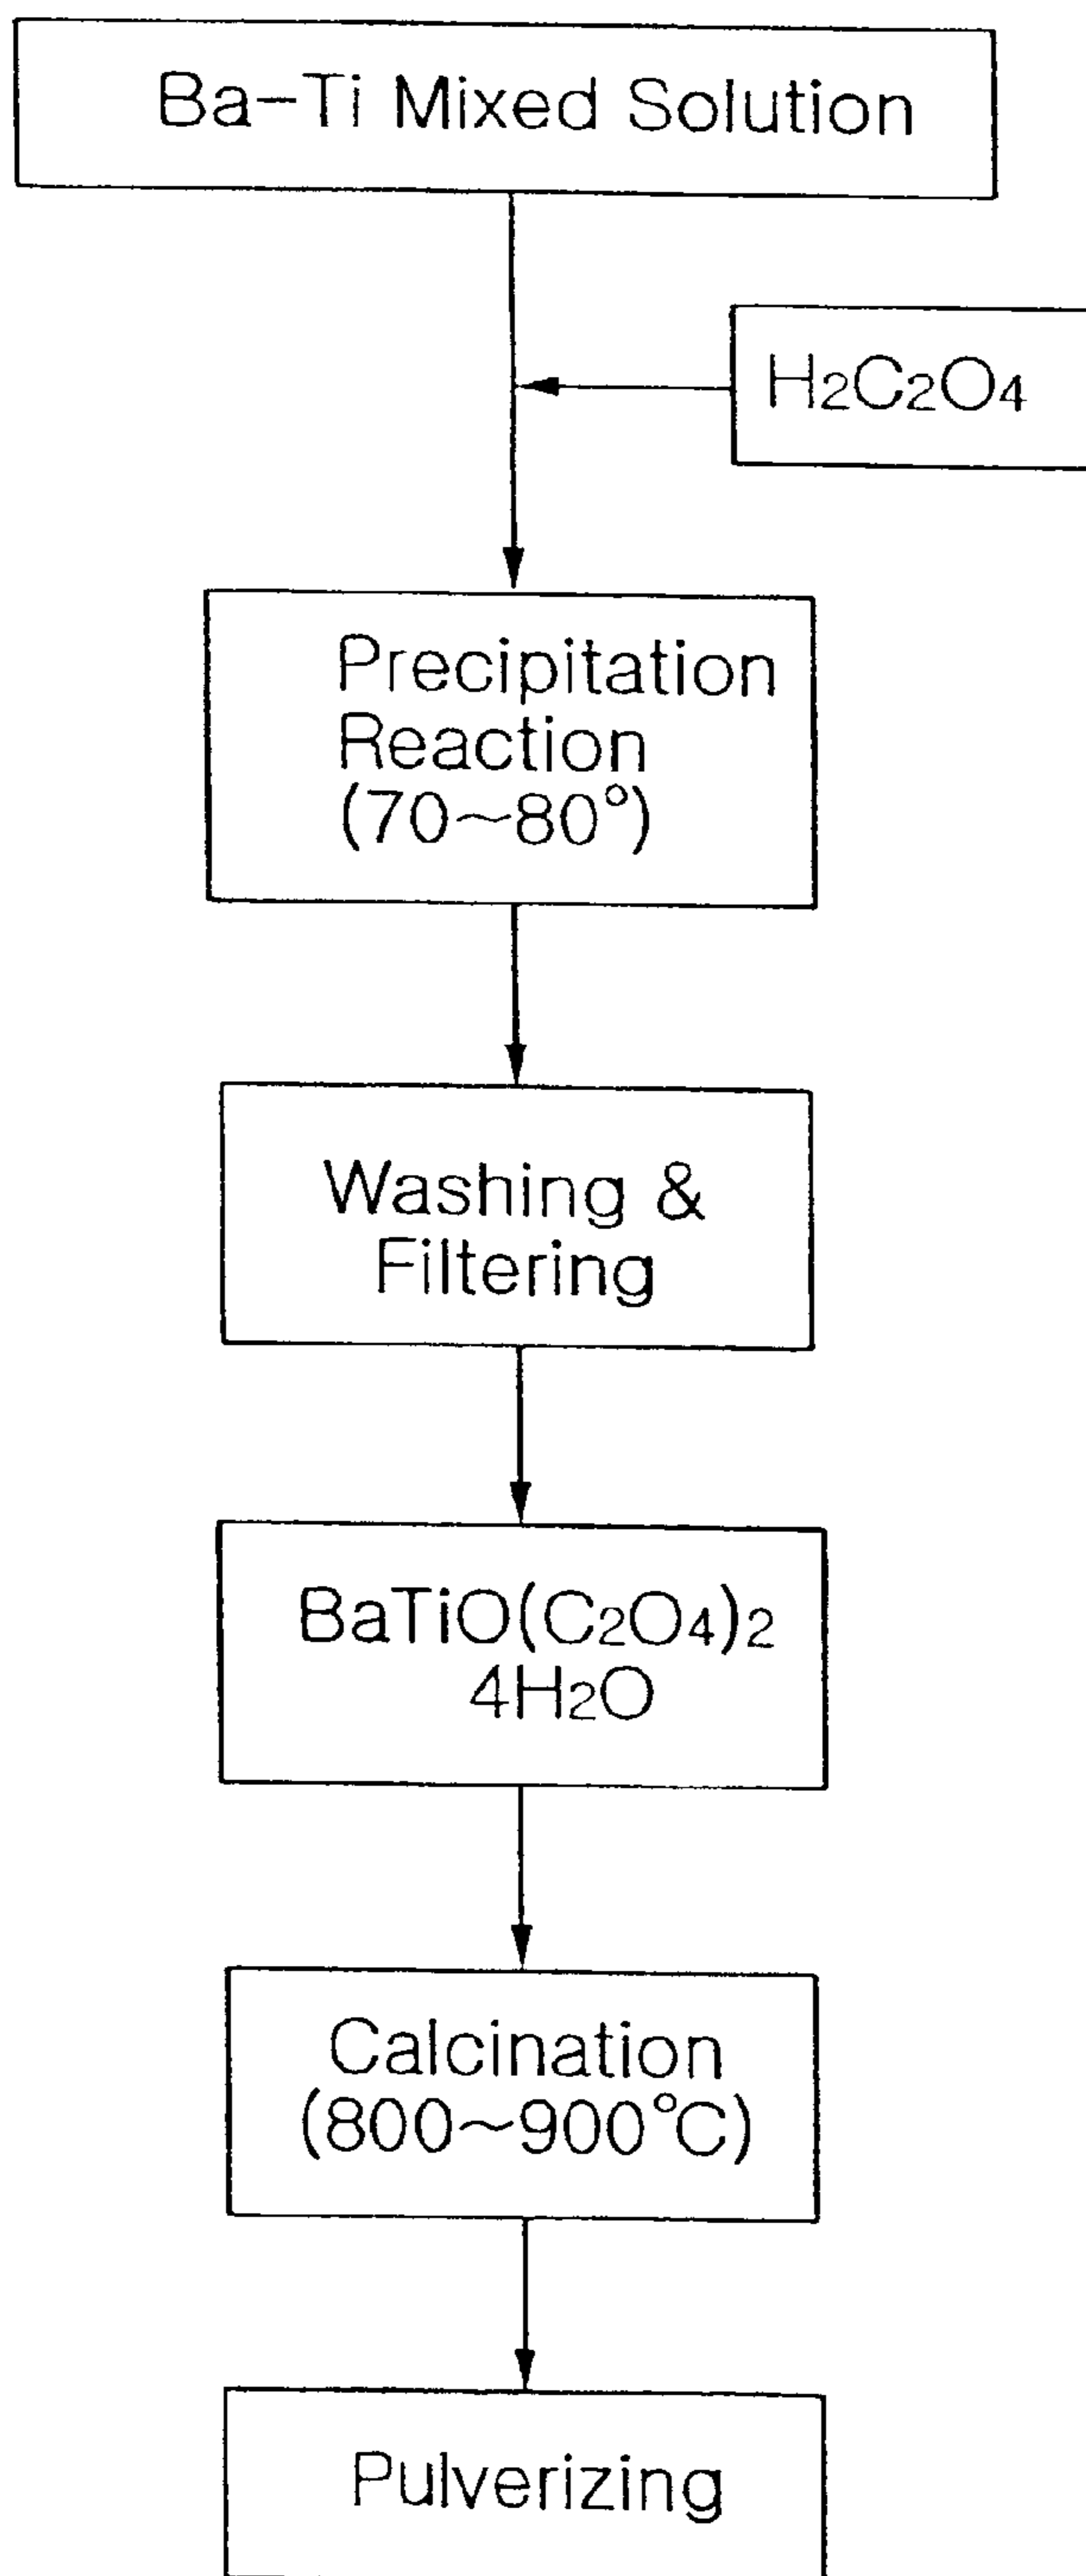 Ba-Ti Mixed Solution
H₂C₂O₄
Precipitation
Reaction
(70~80°)
Washing &
Filtering
BaTiO(C₂O₄)₂
4H₂O
Calcination
(800~900°C)
Pulverizing